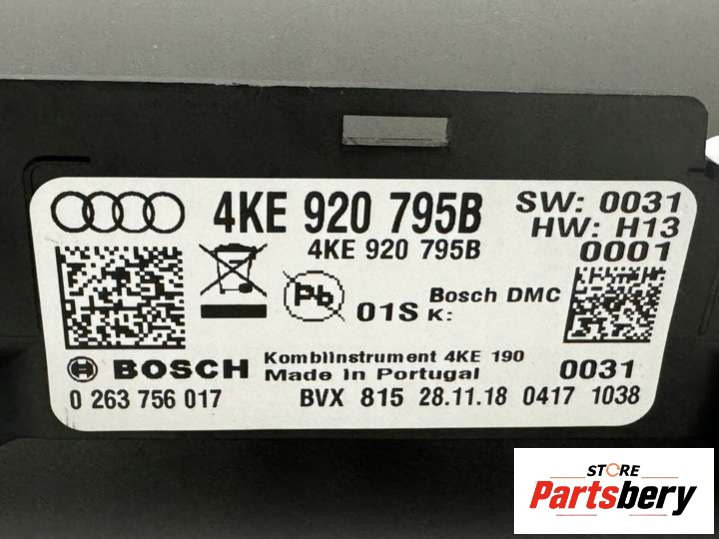 4KE 920 795B SW: 0031
HW: H13
4KE 920 795B 0001
Pb 01S Bosch DMC
K:
BOSCH Kombiinstrument 4KE 190 0031
Made in Portugal
0 263 756 017 BVX 815 28.11.18 0417 1038
STORE
Partsbery